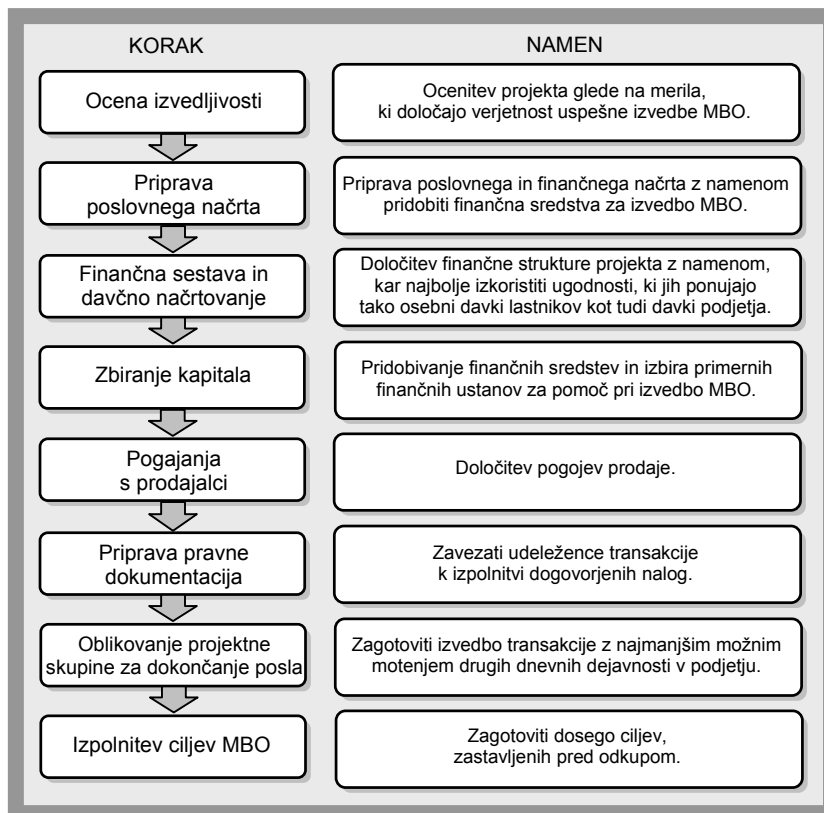 KORAK
NAMEN
Ocena izvedljivosti
Ocenitev projekta glede na merila,
ki določajo verjetnost uspešne izvedbe MBO.
Priprava
poslovnega načrta
Priprava poslovnega in finančnega načrta z namenom
pridobiti finančna sredstva za izvedbo MBO.
Finančna sestava in
davčno načrtovanje
Določitev finančne strukture projekta z namenom,
kar najbolje izkoristiti ugodnosti, ki jih ponujajo
tako osebni davki lastnikov kot tudi davki podjetja.
Zbiranje kapitala
Pridobivanje finančnih sredstev in izbira primernih
finančnih ustanov za pomoč pri izvedbo MBO.
Pogajanja
s prodajalci
Določitev pogojev prodaje.
Priprava pravne
dokumentacija
Zavezati udeležence transakcije
k izpolnitvi dogovorjenih nalog.
Oblikovanje projektne
skupine za dokončanje posla
Zagotoviti izvedbo transakcije z najmanjšim možnim
motenjem drugih dnevnih dejavnosti v podjetju.
Izpolnitev ciljev MBO
Zagotoviti dosego ciljev,
zastavljenih pred odkupom.